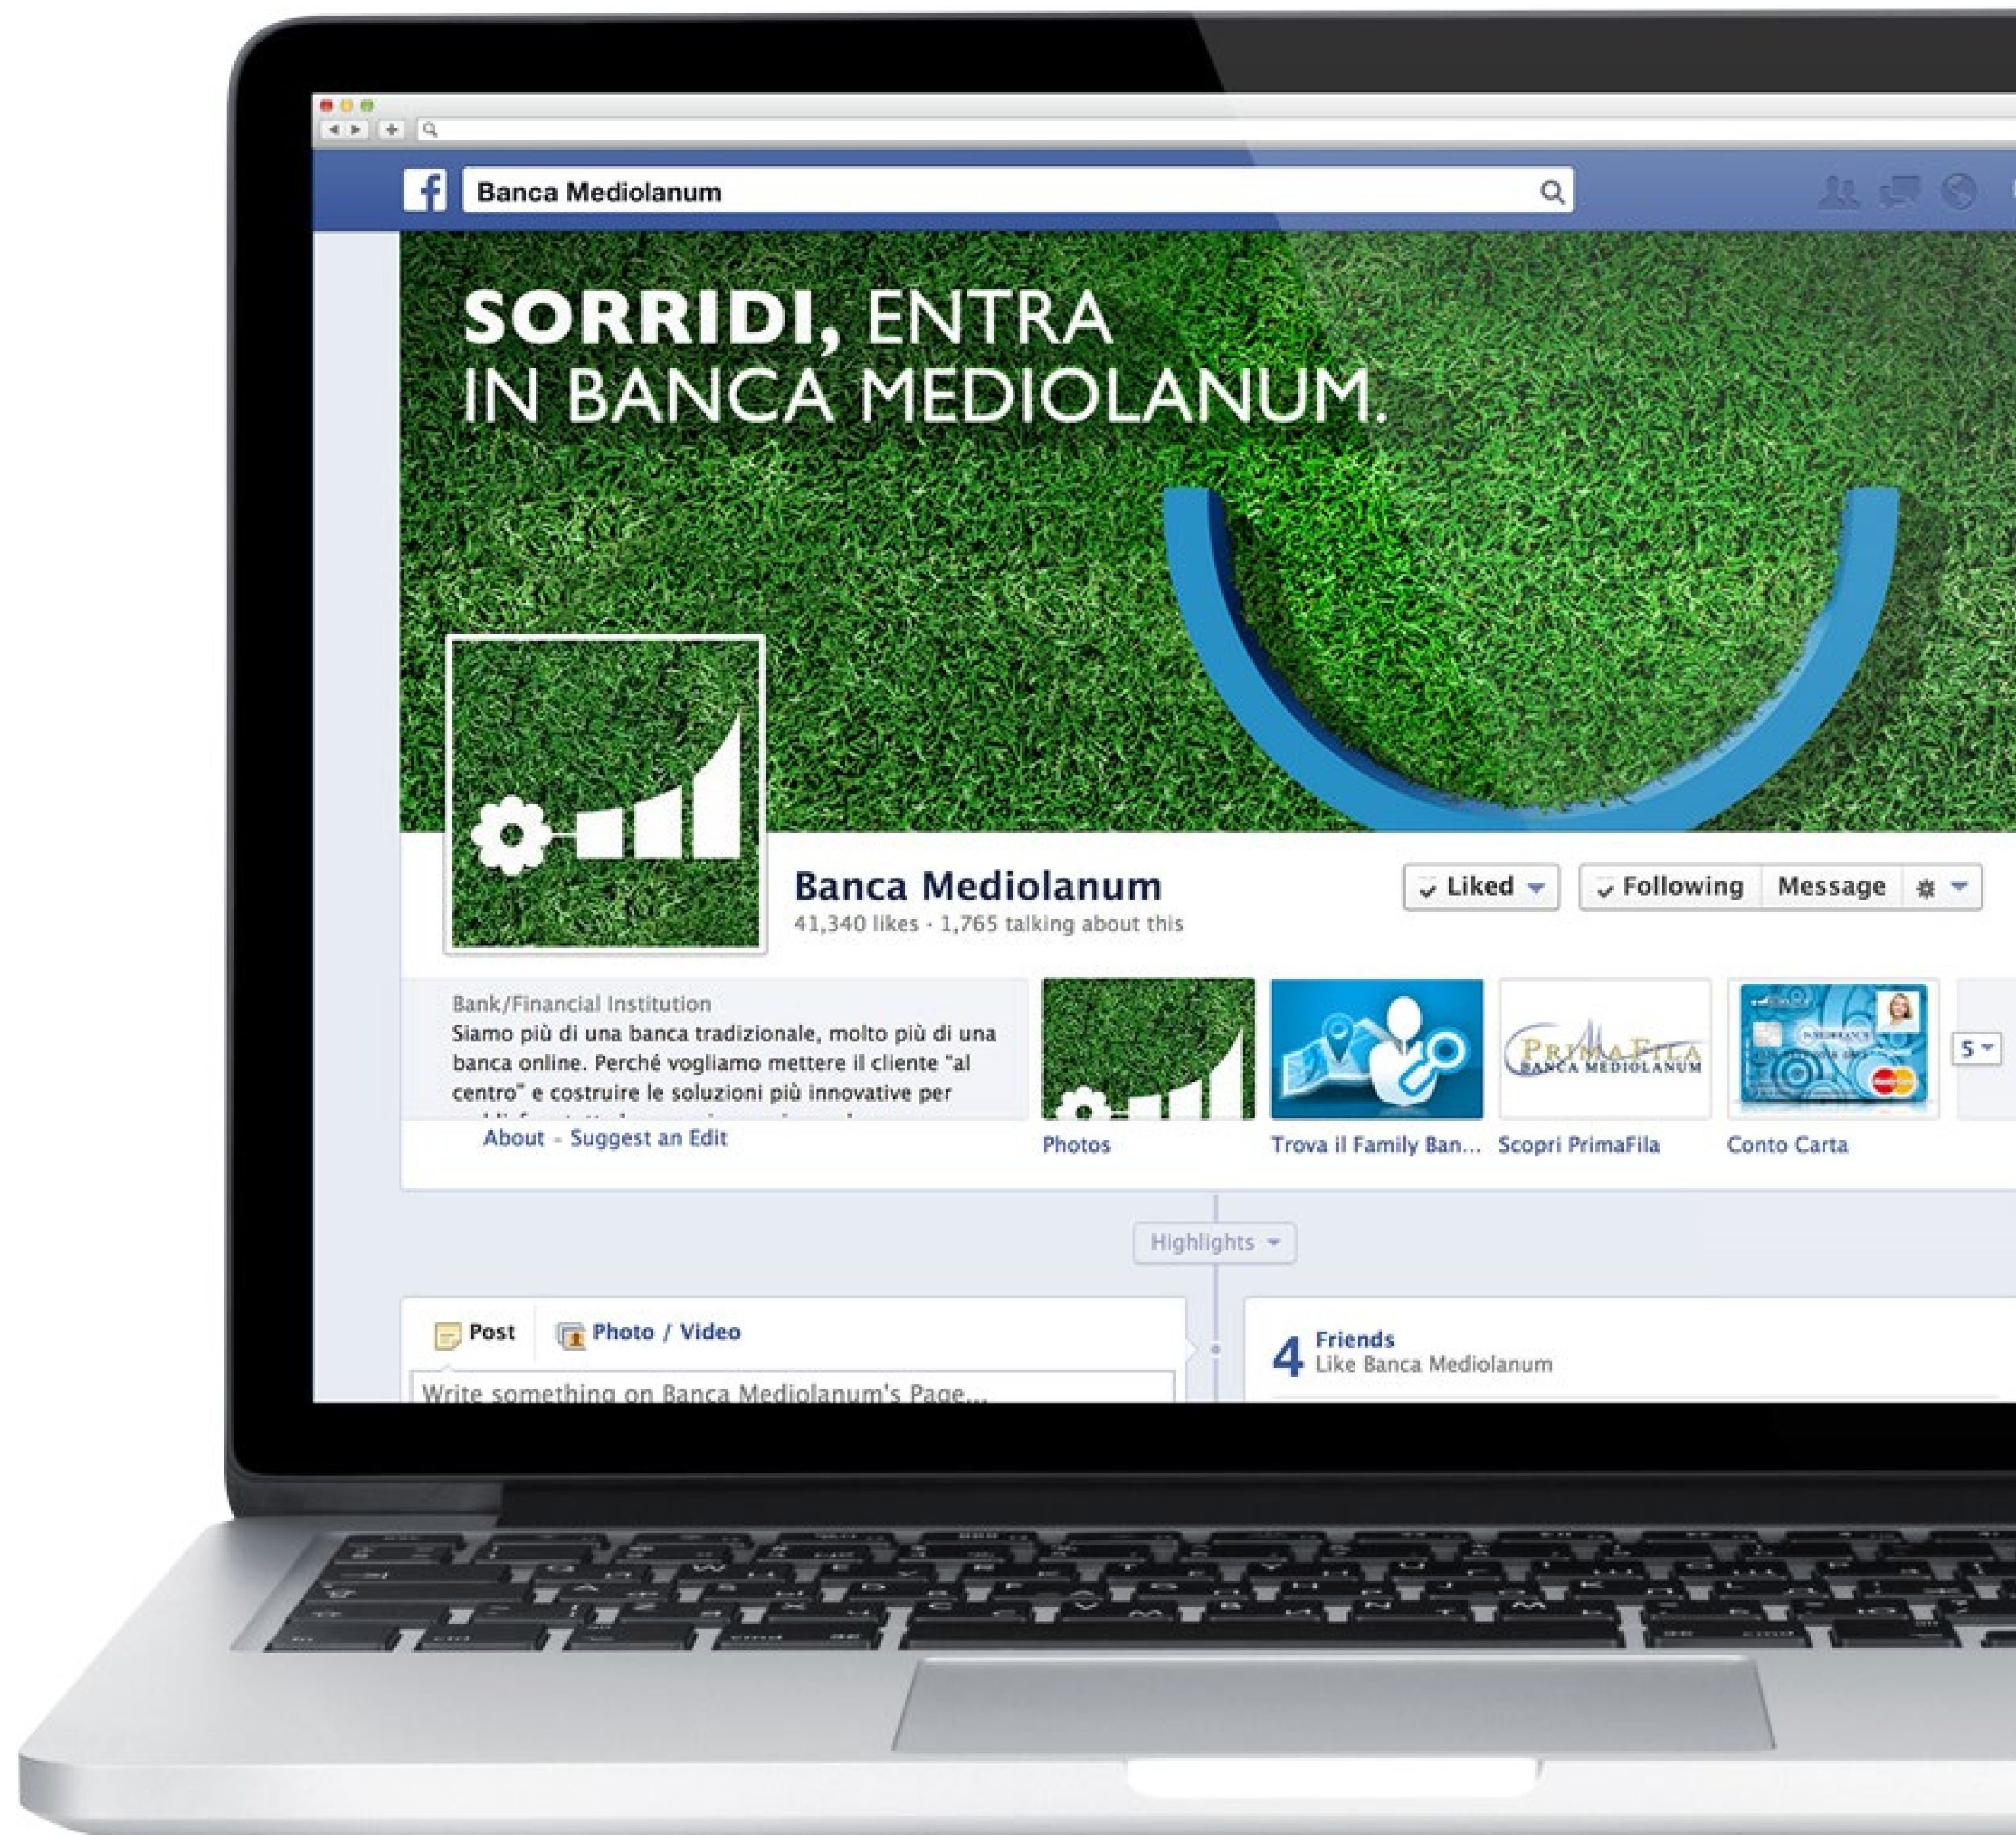 Banca Mediolanum
SORRIDI, ENTRA
IN BANCA MEDIOLANUM.
Banca Mediolanum
41,340 likes · 1,765 talking about this
Liked
Following
Message
Bank/Financial Institution
Siamo più di una banca tradizionale, molto più di una
banca online. Perché vogliamo mettere il cliente "al
centro" e costruire le soluzioni più innovative per
About - Suggest an Edit
PRIMAFILA
BANCA MEDIOLANUM
5
Photos
Trova il Family Ban...
Scopri PrimaFila
Conto Carta
Highlights
Post
Photo / Video
Write something on Banca Mediolanum's Page...
4
Friends
Like Banca Mediolanum